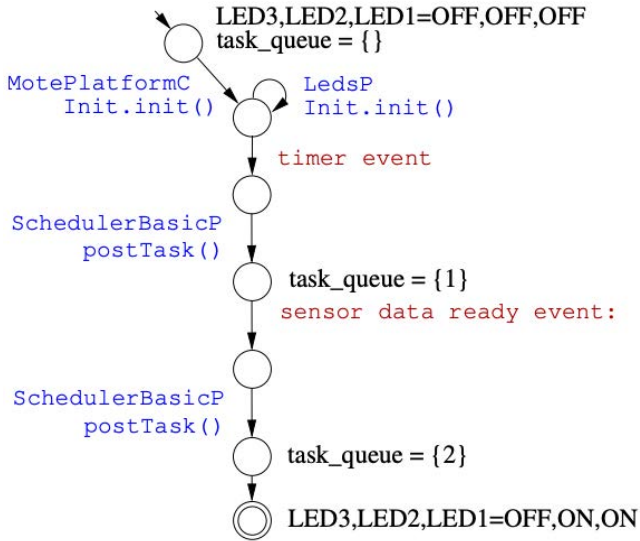 LED3,LED2,LED1=OFF,OFF,OFF
task_queue = {}
MotePlatformC
Init.init()
LedsP
Init.init()
timer event
SchedulerBasicP
postTask()
task_queue = {1}
sensor data ready event:
SchedulerBasicP
postTask()
task_queue = {2}
LED3,LED2,LED1=OFF,ON,ON